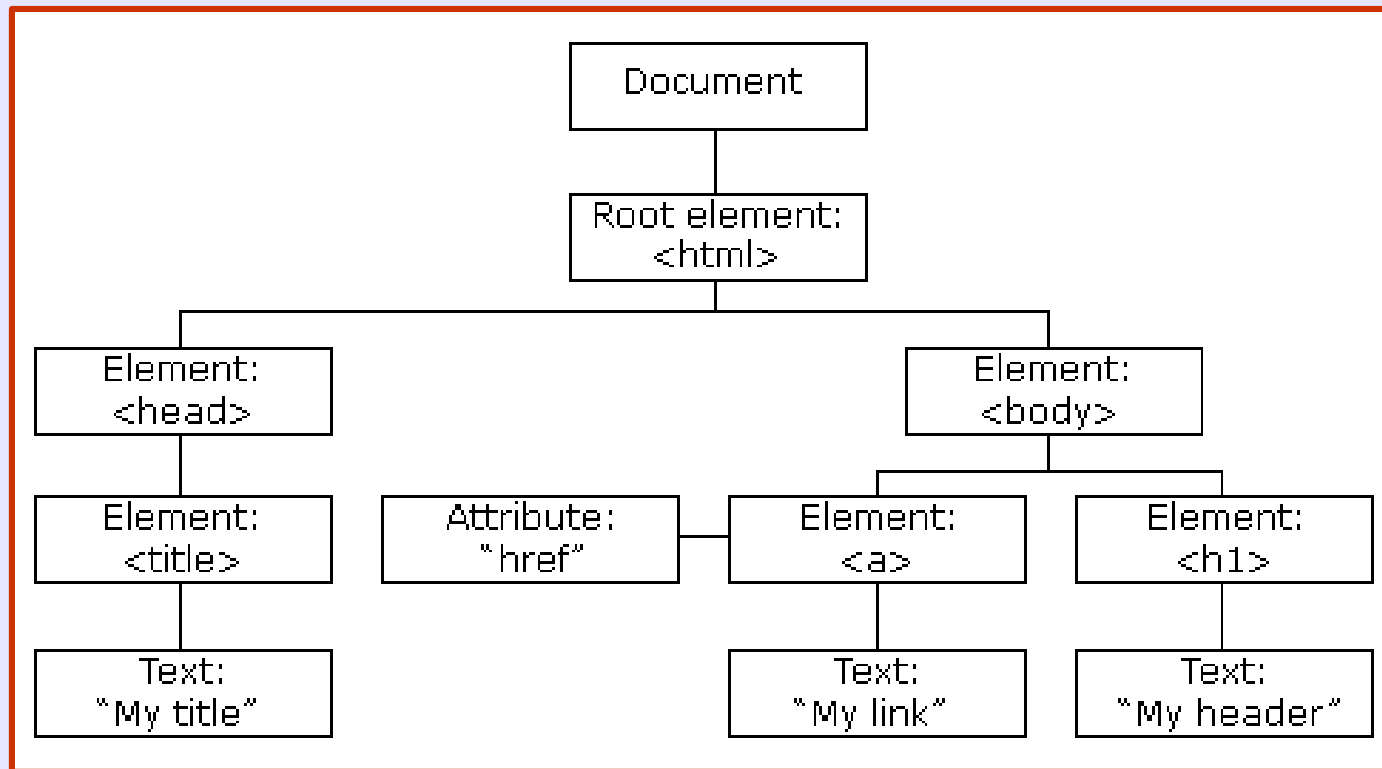 Document
Root element:
<html>
Element:
<head>
Element:
<body>
Element:
<title>
Attribute:
“href”
Element:
<a>
Element:
<h1>
Text:
“My title”
Text:
“My link”
Text:
“My header”